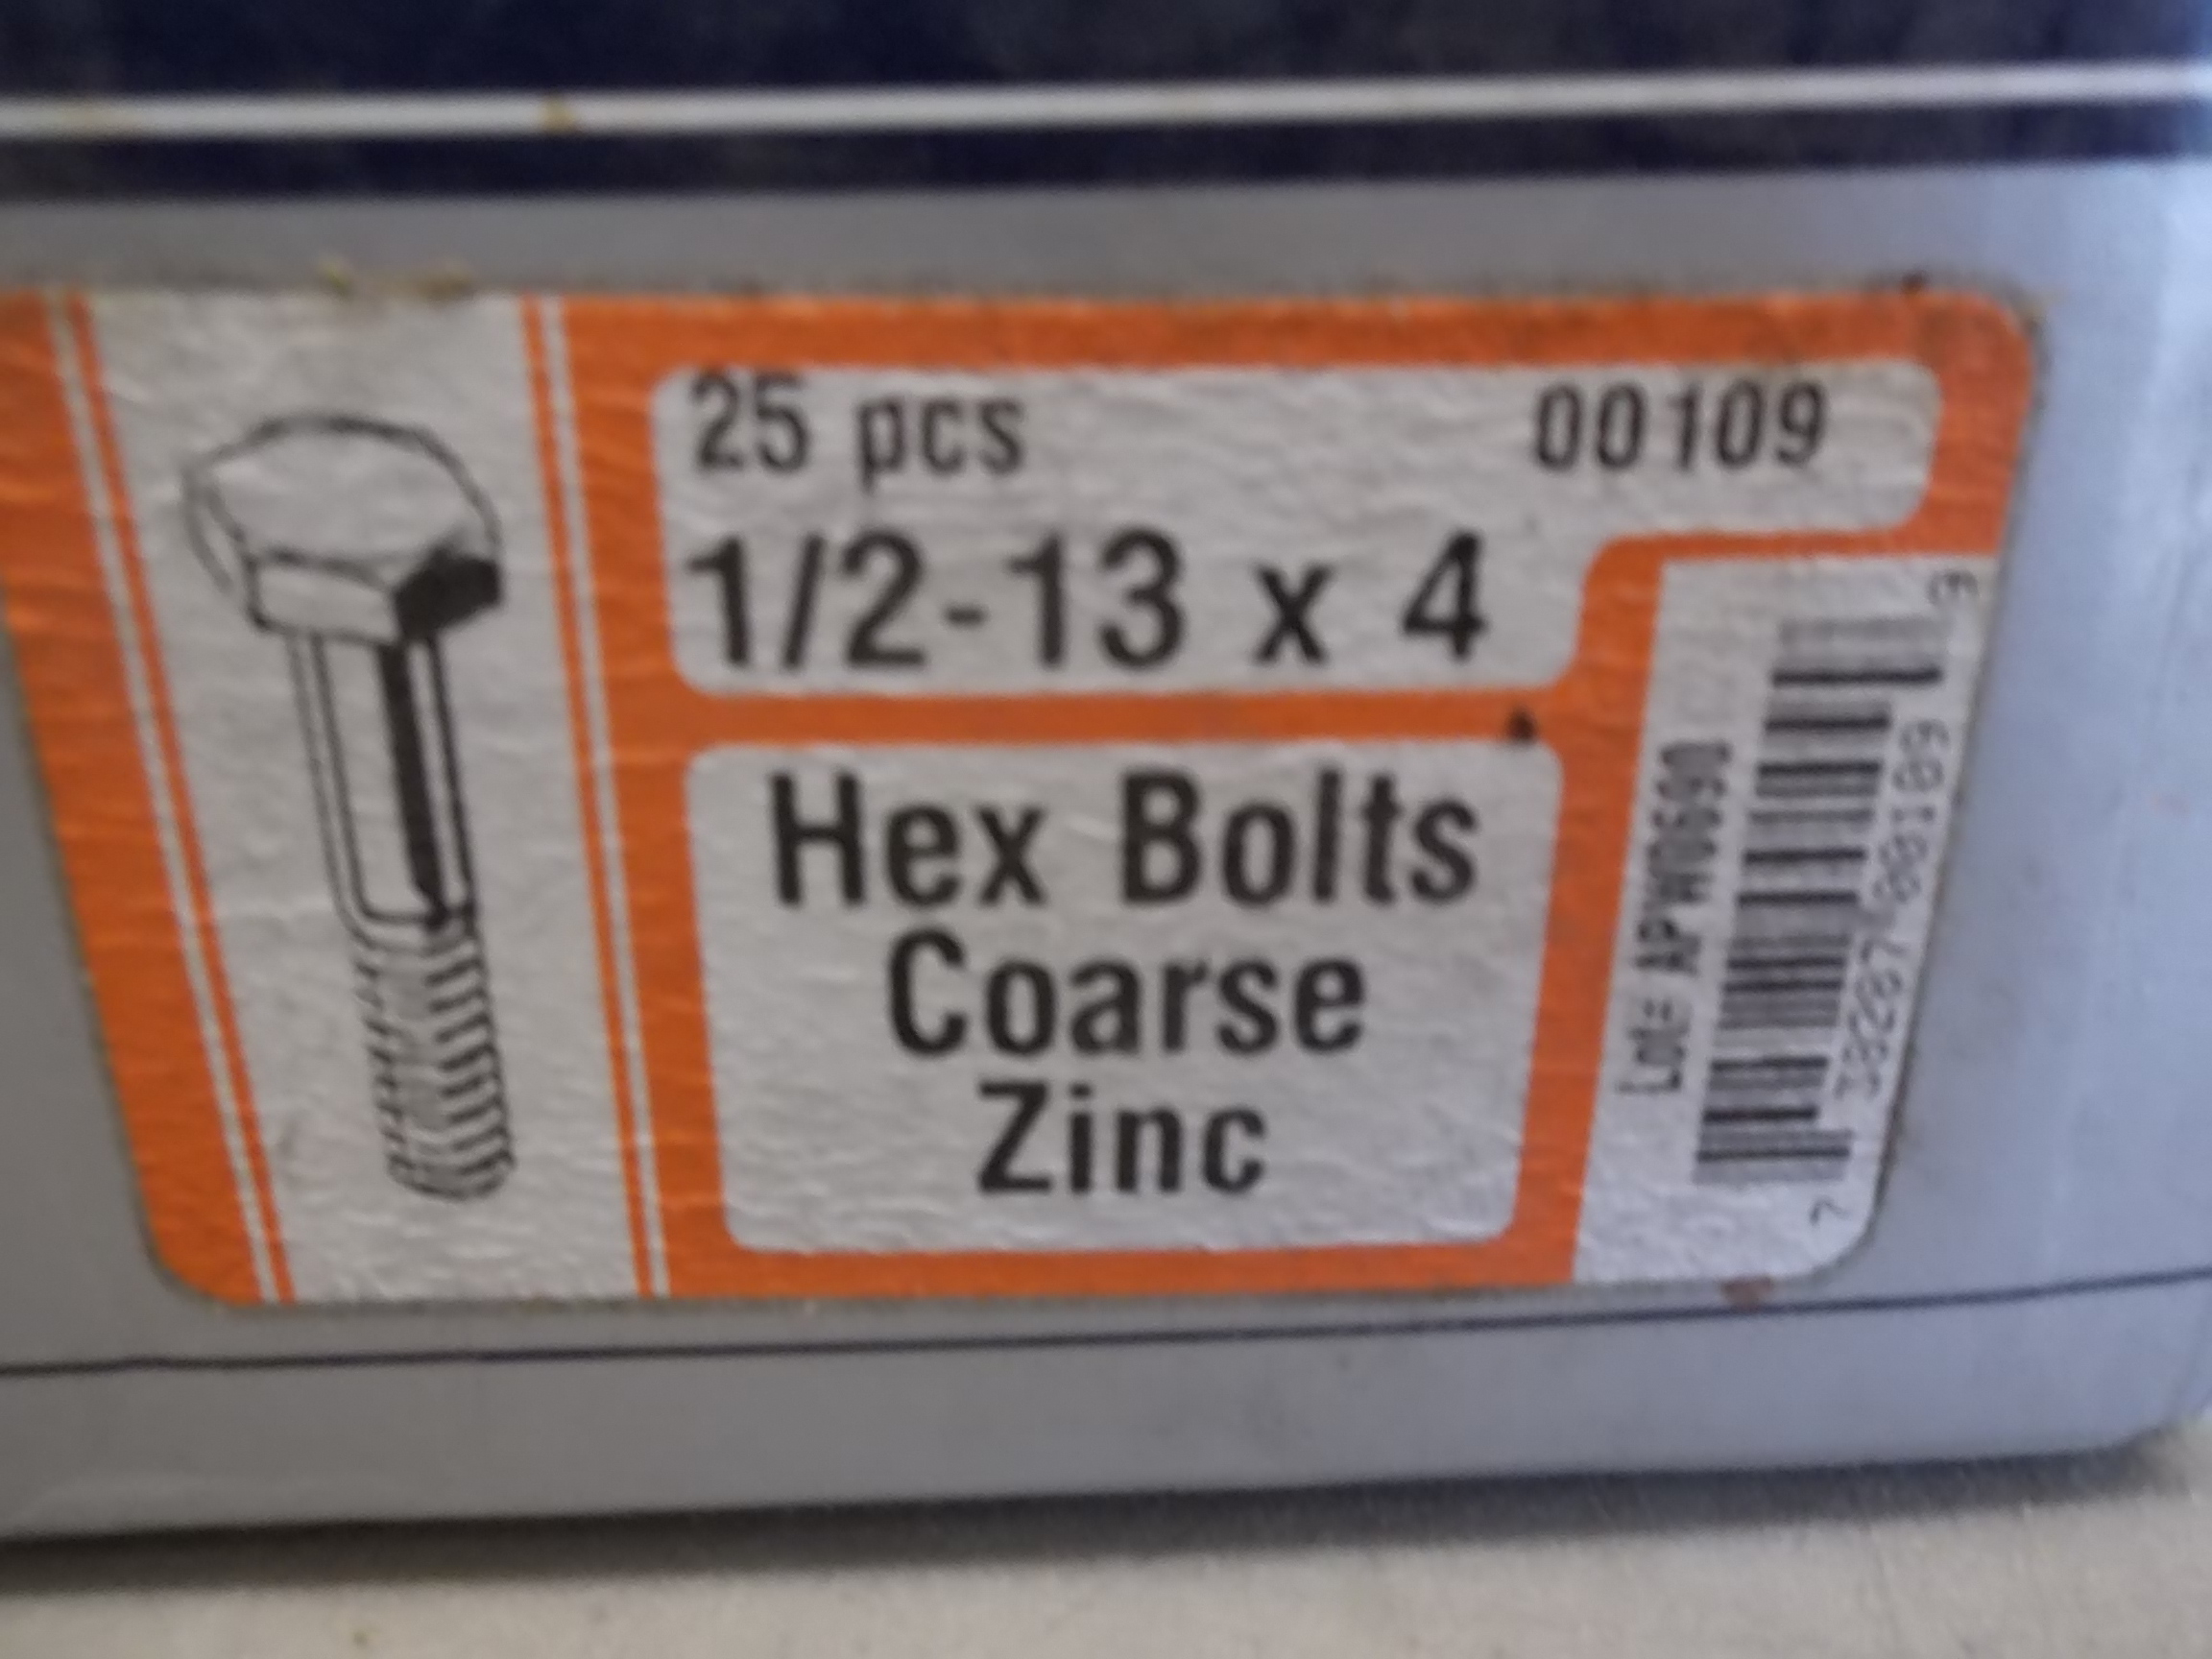 25 pcs 00109
1/2-13 x 4
Hex Bolts
Coarse
Zinc